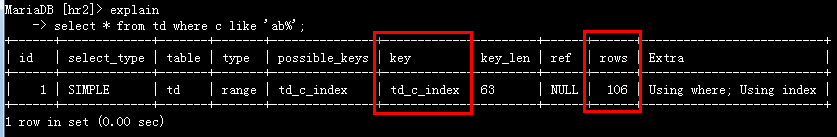 MariaDB [hr2]> explain
    -> select * from td where c like 'ab%';
+------+-------------+-------+-------+---------------+------------+---------+------+------+--------------------------+
| id   | select_type | table | type  | possible_keys | key        | key_len | ref  | rows | Extra                    |
+------+-------------+-------+-------+---------------+------------+---------+------+------+--------------------------+
|    1 | SIMPLE      | td    | range | td_c_index    | td_c_index | 63      | NULL |  106 | Using where; Using index |
+------+-------------+-------+-------+---------------+------------+---------+------+------+--------------------------+
1 row in set (0.00 sec)